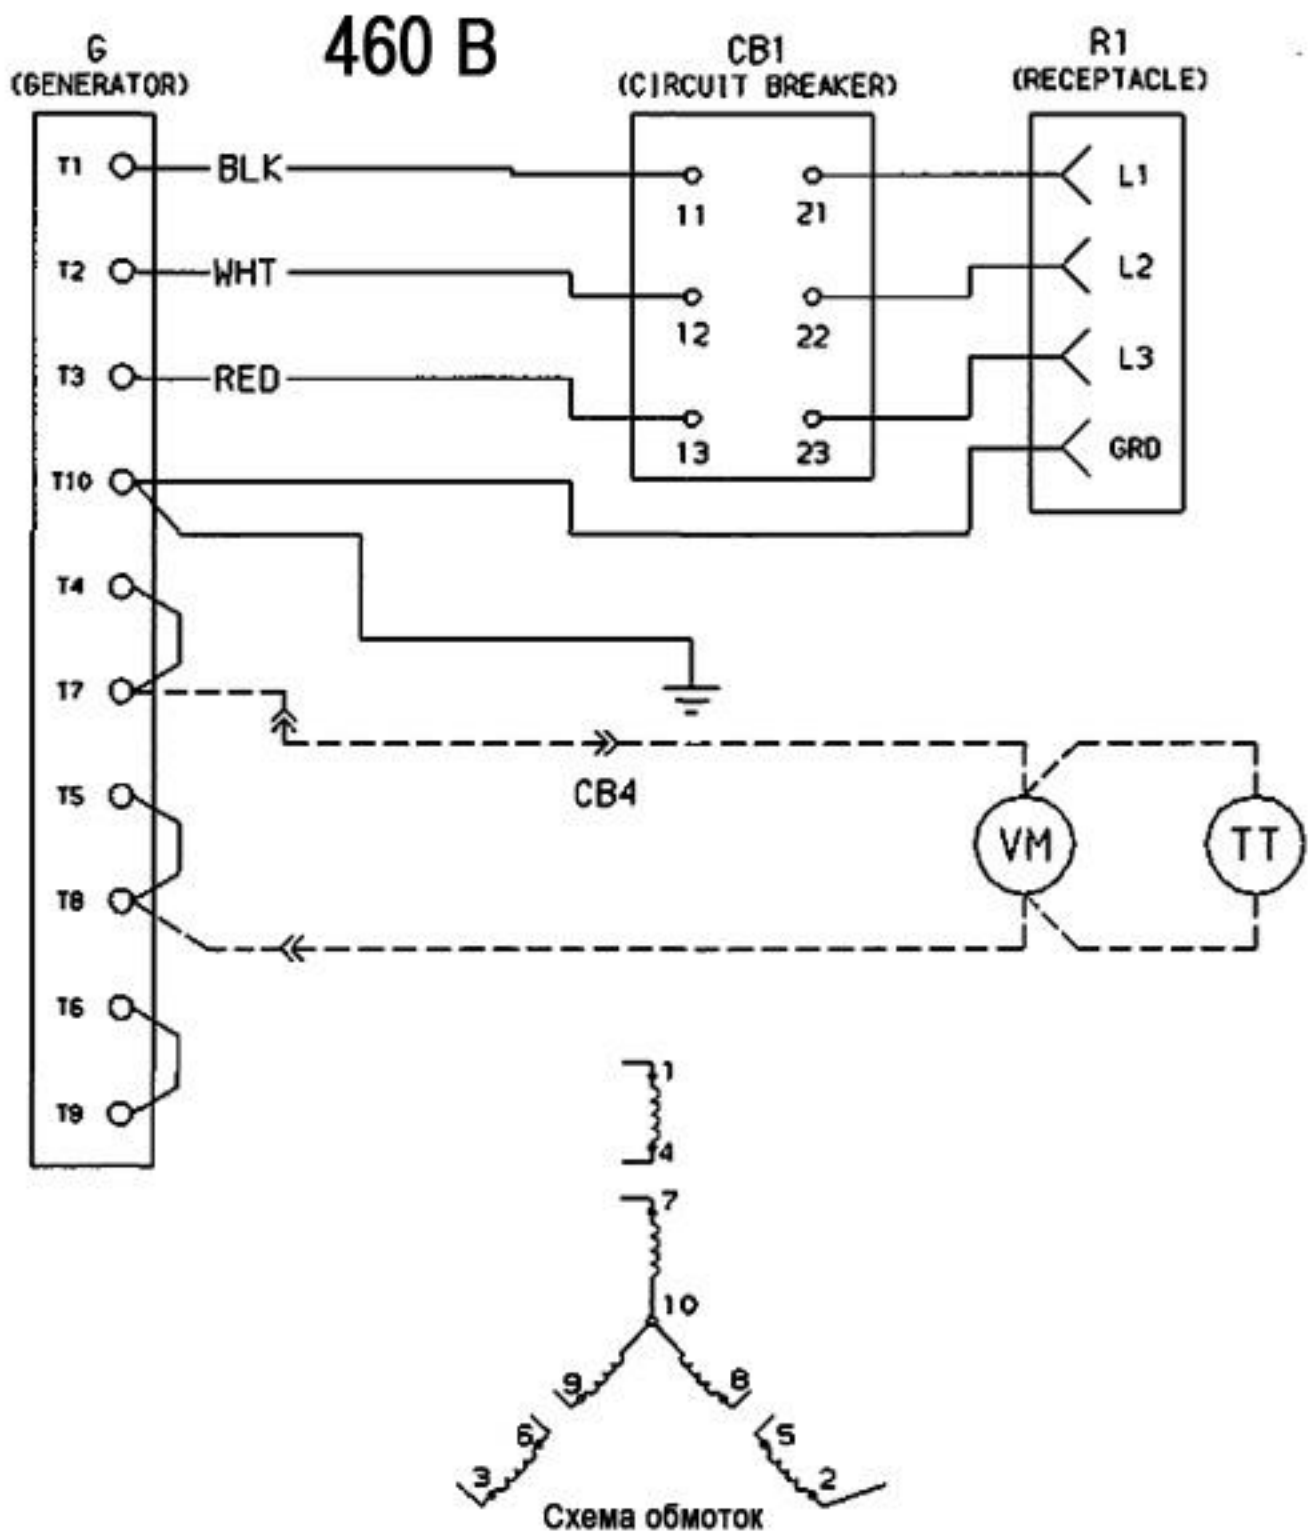 460 В
G
(GENERATOR)
CB1
(CIRCUIT BREAKER)
R1
(RECEPTACLE)
T1
BLK
11
21
L1
T2
WHT
12
22
L2
T3
RED
13
23
L3
T10
GRD
T4
T7
CB4
T5
VM
TT
T8
T6
T9
1
4
7
10
9
8
6
5
3
2
Схема обмоток